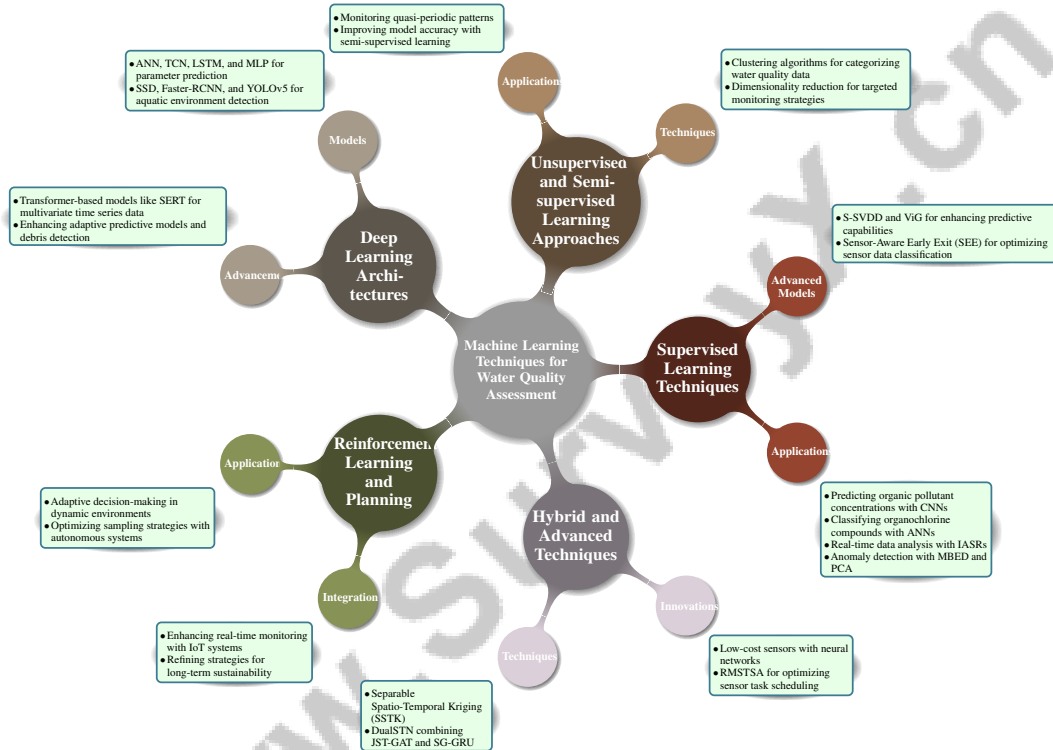 • Monitoring quasi-periodic patterns
• Improving model accuracy with
semi-supervised learning
• ANN, TCN, LSTM, and MLP for
parameter prediction
• SSD, Faster-RCNN, and YOLOv5 for
aquatic environment detection
Application
• Clustering algorithms for categorizing
water quality data
• Dimensionality reduction for targeted
monitoring strategies
Techniques
Models
Unsupervised
and Semi-
supervised
Learning
Approaches
• Transformer-based models like SERT for
multivariate time series data
• Enhancing adaptive predictive models and
debris detection
Advanceme
Deep
Learning
Archi-
tectures
• S-SVDD and ViG for enhancing predictive
capabilities
• Sensor-Aware Early Exit (SEE) for optimizing
sensor data classification
Advanced
Models
Machine Learning
Techniques for
Water Quality
Assessment
Supervised
Learning
Techniques
Application
• Predicting organic pollutant
concentrations with CNNs
• Classifying organochlorine
compounds with ANNs
• Real-time data analysis with IASRs
• Anomaly detection with MBED and
PCA
Reinforcemen
Learning
and
Planning
Application
• Adaptive decision-making in
dynamic environments
• Optimizing sampling strategies with
autonomous systems
Integration
• Enhancing real-time monitoring
with IoT systems
• Refining strategies for
long-term sustainability
Hybrid and
Advanced
Techniques
Innovations
• Low-cost sensors with neural
networks
• RMSTSA for optimizing
sensor task scheduling
Techniques
• Separable
Spatio-Temporal Kriging
(SSTK)
• DualSTN combining
JST-GAT and SG-GRU